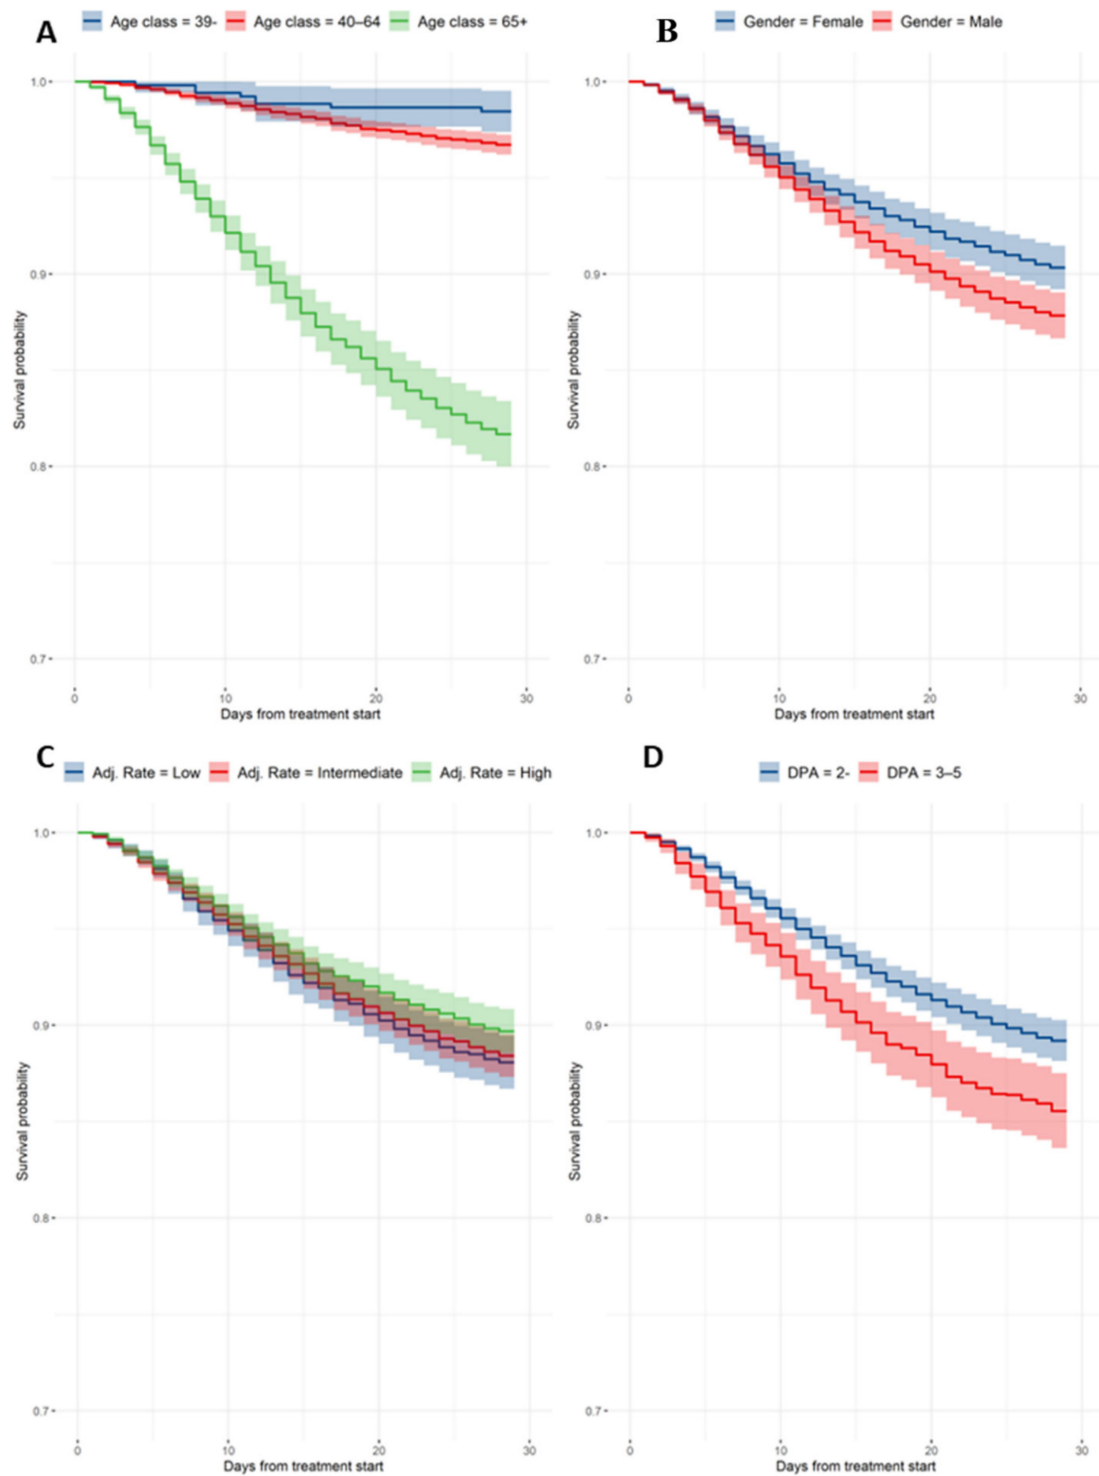 A
Age class = 39- Age class = 40–64 Age class = 65+
1.0
0.9
0.8
0.7
Survival probability
0 10 20 30
Days from treatment start
B
Gender = Female Gender = Male
1.0
0.9
0.8
0.7
Survival probability
0 10 20 30
Days from treatment start
C
Adj. Rate = Low Adj. Rate = Intermediate Adj. Rate = High
1.0
0.9
0.8
0.7
Survival probability
0 10 20 30
Days from treatment start
D
DPA = 2- DPA = 3–5
1.0
0.9
0.8
0.7
Survival probability
0 10 20 30
Days from treatment start